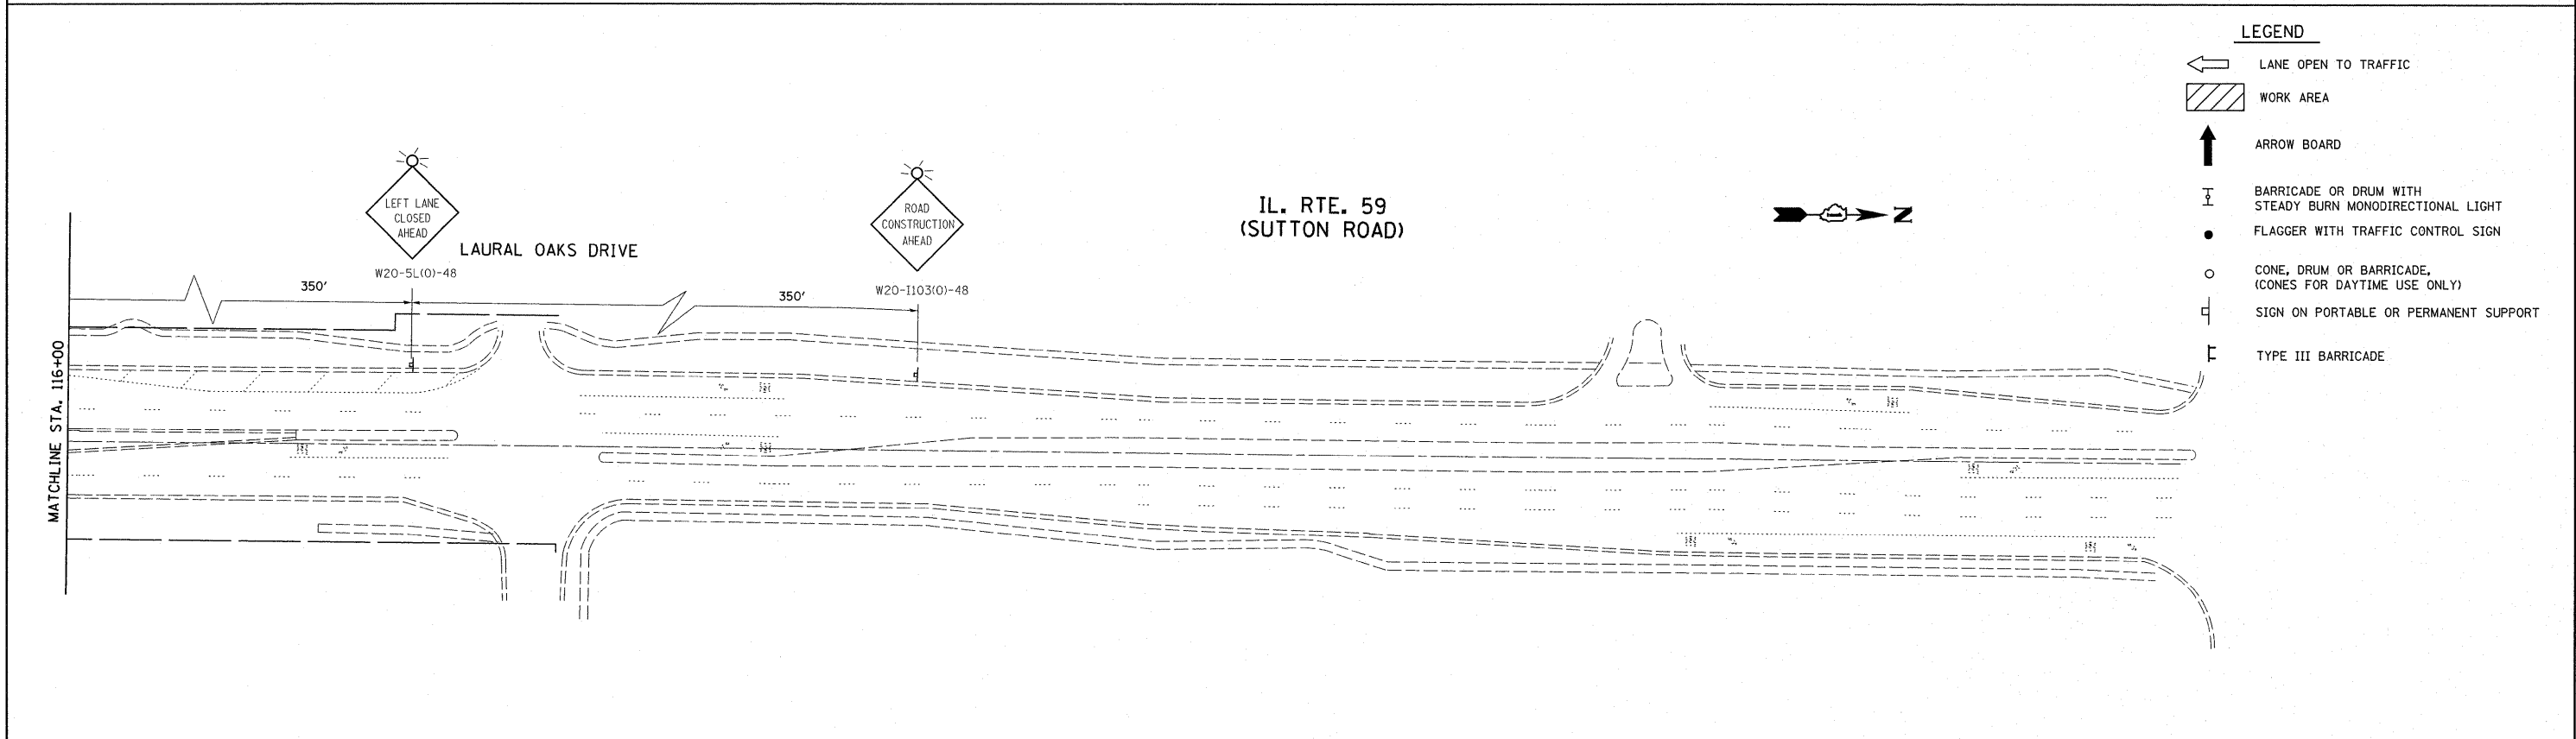 LEGEND
LANE OPEN TO TRAFFIC
WORK AREA
ARROW BOARD
BARRICADE OR DRUM WITH
STEADY BURN MONODIRECTIONAL LIGHT
FLAGGER WITH TRAFFIC CONTROL SIGN
CONE, DRUM OR BARRICADE,
(CONES FOR DAYTIME USE ONLY)
SIGN ON PORTABLE OR PERMANENT SUPPORT
TYPE III BARRICADE
LEFT LANE
CLOSED
AHEAD
W20-5L(O)-48
LAURAL OAKS DRIVE
ROAD
CONSTRUCTION
AHEAD
W20-I103(O)-48
IL. RTE. 59
(SUTTON ROAD)
N
350'
350'
MATCHLINE STA. 116+00